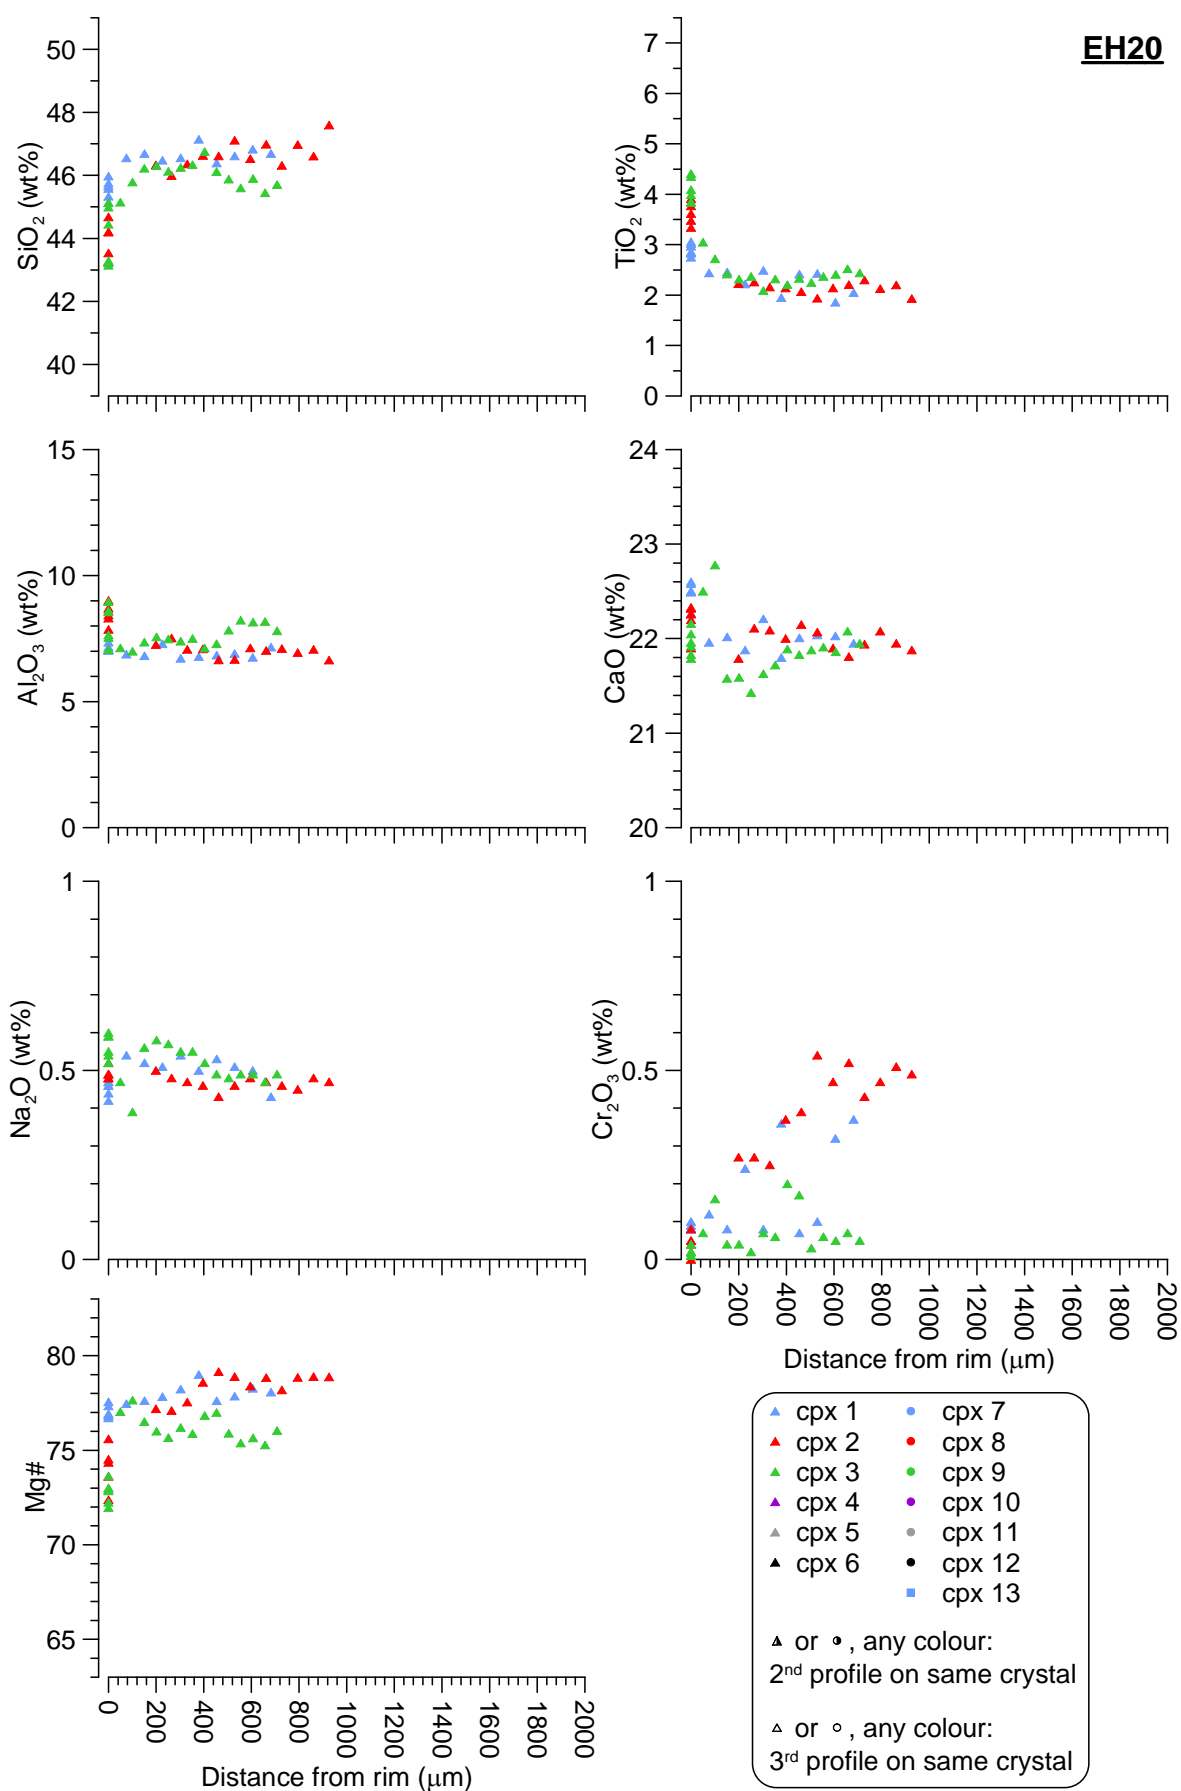 EH20
SiO2 (wt%)
50
48
46
44
42
40
TiO2 (wt%)
7
6
5
4
3
2
1
0
Al2O3 (wt%)
15
10
5
0
CaO (wt%)
24
23
22
21
20
Na2O (wt%)
1
0.5
0
Cr2O3 (wt%)
1
0.5
0
0 200 400 600 800 1000 1200 1400 1600 1800 2000
Distance from rim (μm)
Mg#
80
75
70
65
0 200 400 600 800 1000 1200 1400 1600 1800 2000
Distance from rim (μm)
cpx 1 cpx 7
cpx 2 cpx 8
cpx 3 cpx 9
cpx 4 cpx 10
cpx 5 cpx 11
cpx 6 cpx 12
cpx 13
or , any colour:
2nd profile on same crystal
or , any colour:
3rd profile on same crystal